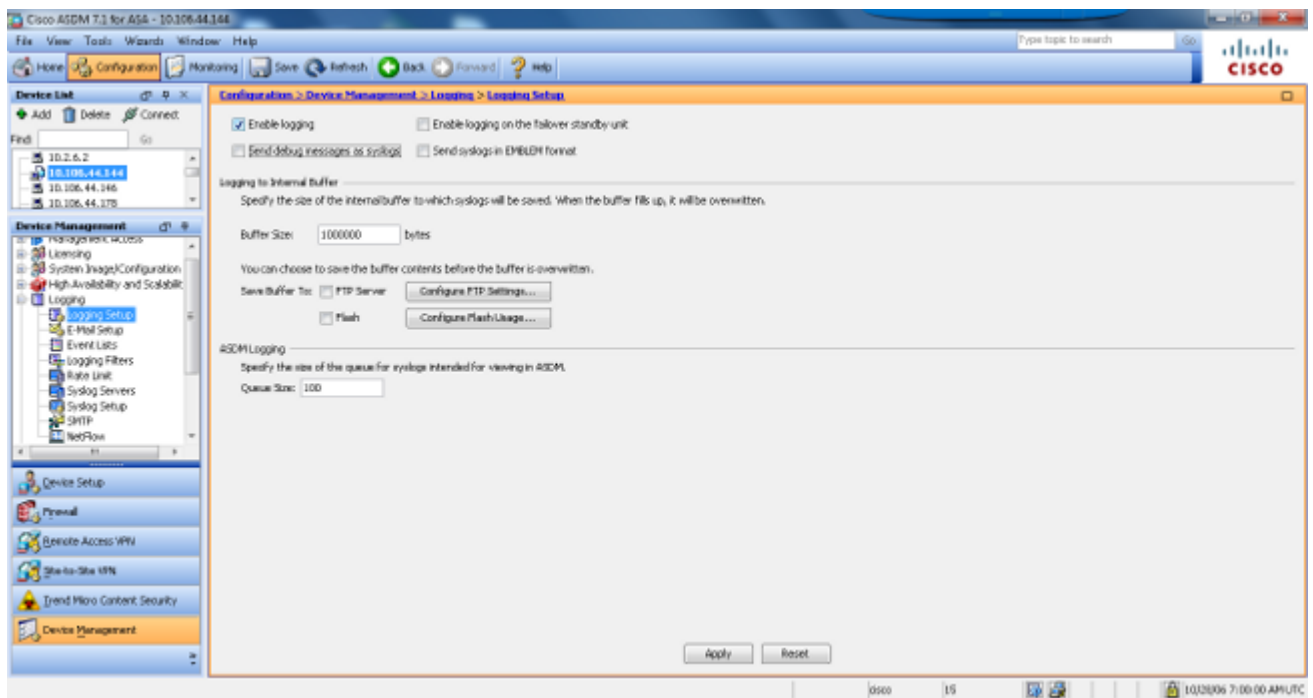 Cisco ASDM 7.1 for ASA - 10.106.44.144
File View Tools Wizards Window Help
Type topic to search Go
Home Configuration Monitoring Save Refresh Back Forward Help
CISCO
Device List
Add Delete Connect
Find: Go
10.2.6.2
10.106.44.144
10.106.44.146
10.106.44.178
Device Management
Management Access
Licensing
System Image/Configuration
High Availability and Scalabilit
Logging
Logging Setup
E-Mail Setup
Event Lists
Logging Filters
Rate Limit
Syslog Servers
Syslog Setup
SMTP
NetFlow
Device Setup
Firewall
Remote Access VPN
Site-to-Site VPN
Trend Micro Content Security
Device Management
Configuration > Device Management > Logging > Logging Setup
Enable logging Enable logging on the failover standby unit
Send debug messages as syslogs Send syslogs in EMBLEM format
Logging to Internal Buffer
Specify the size of the internal buffer to which syslogs will be saved. When the buffer fills up, it will be overwritten.
Buffer Size: 1000000 bytes
You can choose to save the buffer contents before the buffer is overwritten.
Save Buffer To: FTP Server Configure FTP Settings...
Flash Configure Flash Usage...
ASDM Logging
Specify the size of the queue for syslogs intended for viewing in ASDM.
Queue Size: 100
Apply Reset
cisco 15 10/28/06 7:00:00 AM UTC